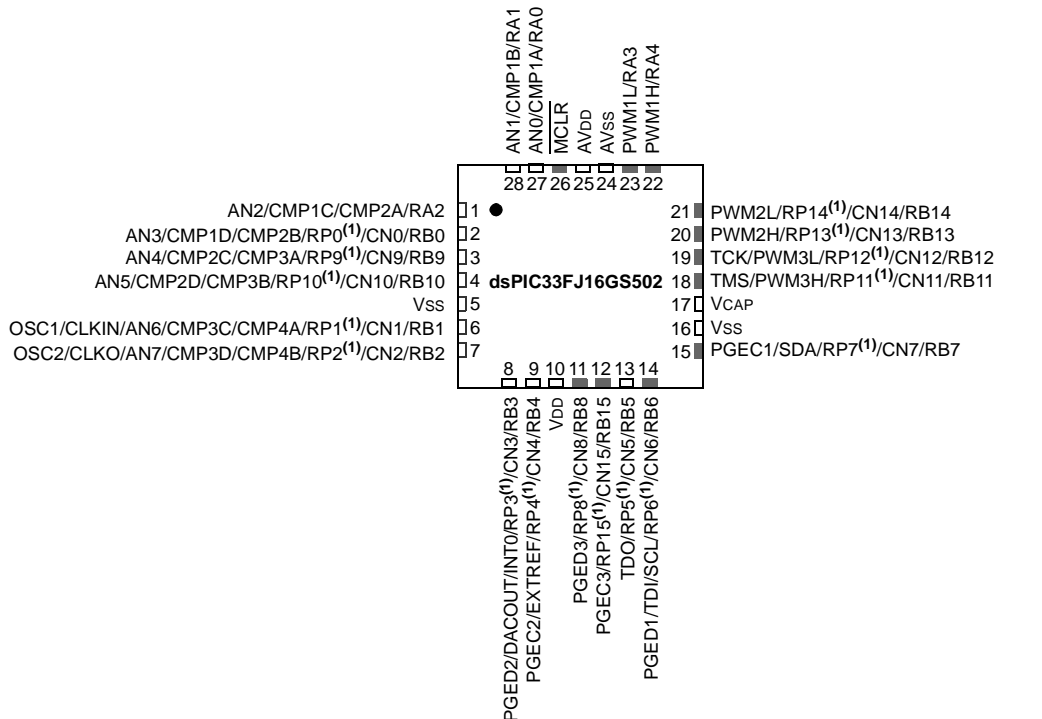 AN1/CMP1B/RA1
AN0/CMP1A/RA0
MCLR
AVDD
AVSS
PWM1L/RA3
PWM1H/RA4
28 27 26 25 24 23 22
AN2/CMP1C/CMP2A/RA2 1
AN3/CMP1D/CMP2B/RP0(1)/CN0/RB0 2
AN4/CMP2C/CMP3A/RP9(1)/CN9/RB9 3
AN5/CMP2D/CMP3B/RP10(1)/CN10/RB10 4
VSS 5
OSC1/CLKIN/AN6/CMP3C/CMP4A/RP1(1)/CN1/RB1 6
OSC2/CLKO/AN7/CMP3D/CMP4B/RP2(1)/CN2/RB2 7
dsPIC33FJ16GS502
21 PWM2L/RP14(1)/CN14/RB14
20 PWM2H/RP13(1)/CN13/RB13
19 TCK/PWM3L/RP12(1)/CN12/RB12
18 TMS/PWM3H/RP11(1)/CN11/RB11
17 VCAP
16 VSS
15 PGEC1/SDA/RP7(1)/CN7/RB7
8 9 10 11 12 13 14
PGED2/DACOUT/INT0/RP3(1)/CN3/RB3
PGEC2/EXTREF/RP4(1)/CN4/RB4
VDD
PGED3/RP8(1)/CN8/RB8
PGEC3/RP15(1)/CN15/RB15
TDO/RP5(1)/CN5/RB5
PGED1/TDI/SCL/RP6(1)/CN6/RB6